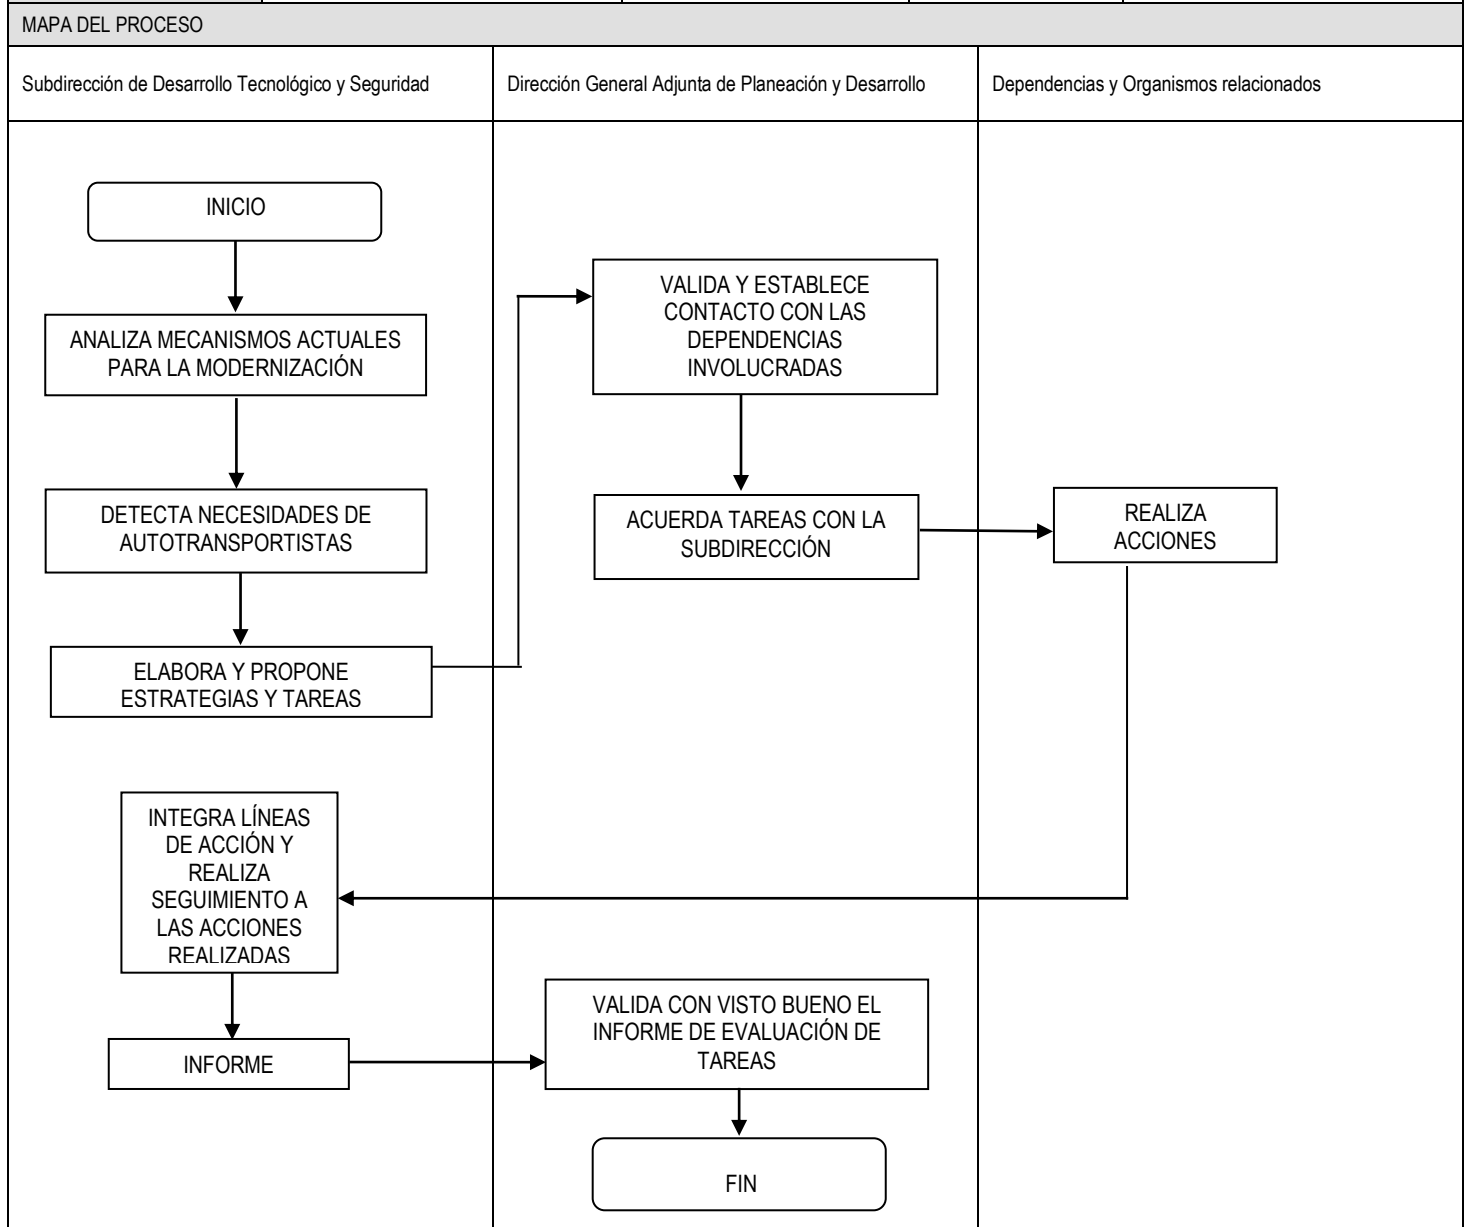 MAPA DEL PROCESO
Subdirección de Desarrollo Tecnológico y Seguridad
Dirección General Adjunta de Planeación y Desarrollo
Dependencias y Organismos relacionados
INICIO
ANALIZA MECANISMOS ACTUALES
PARA LA MODERNIZACIÓN
DETECTA NECESIDADES DE
AUTOTRANSPORTISTAS
ELABORA Y PROPONE
ESTRATEGIAS Y TAREAS
VALIDA Y ESTABLECE
CONTACTO CON LAS
DEPENDENCIAS
INVOLUCRADAS
ACUERDA TAREAS CON LA
SUBDIRECCIÓN
REALIZA
ACCIONES
INTEGRA LÍNEAS
DE ACCIÓN Y
REALIZA
SEGUIMIENTO A
LAS ACCIONES
REALIZADAS
INFORME
VALIDA CON VISTO BUENO EL
INFORME DE EVALUACIÓN DE
TAREAS
FIN